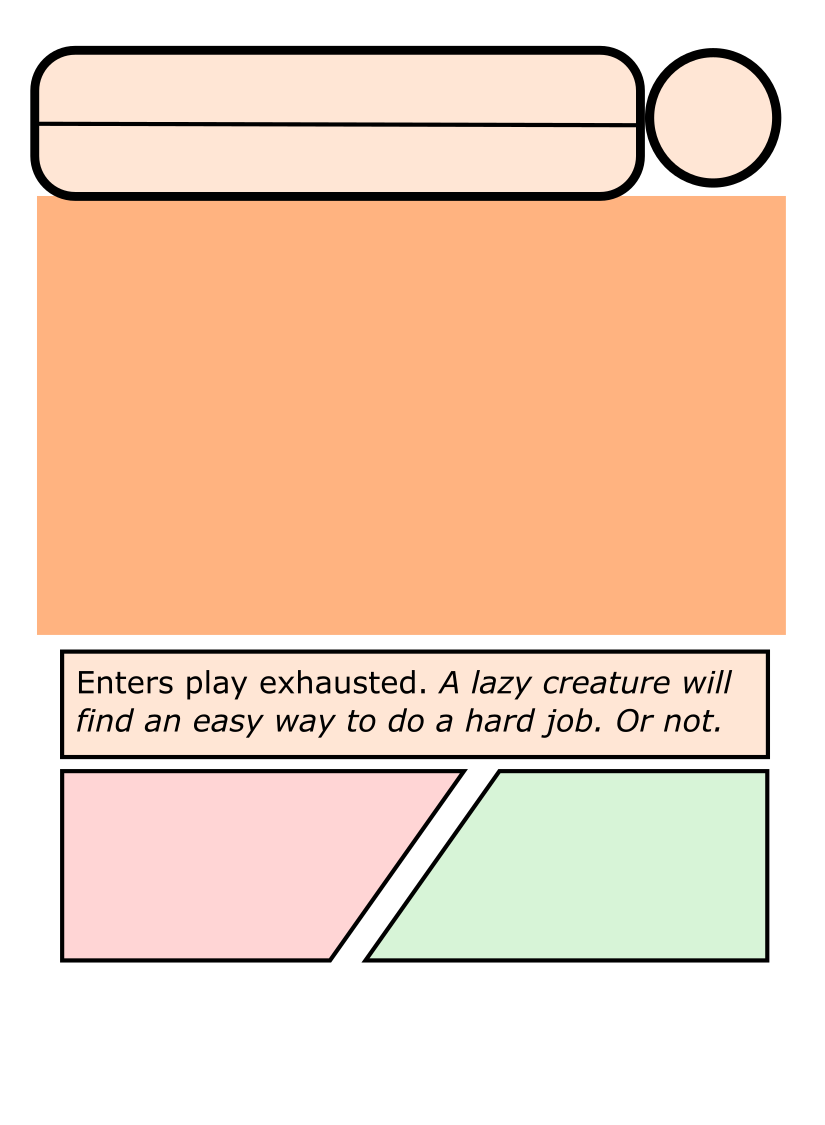 Enters play exhausted. A lazy creature will
find an easy way to do a hard job. Or not.